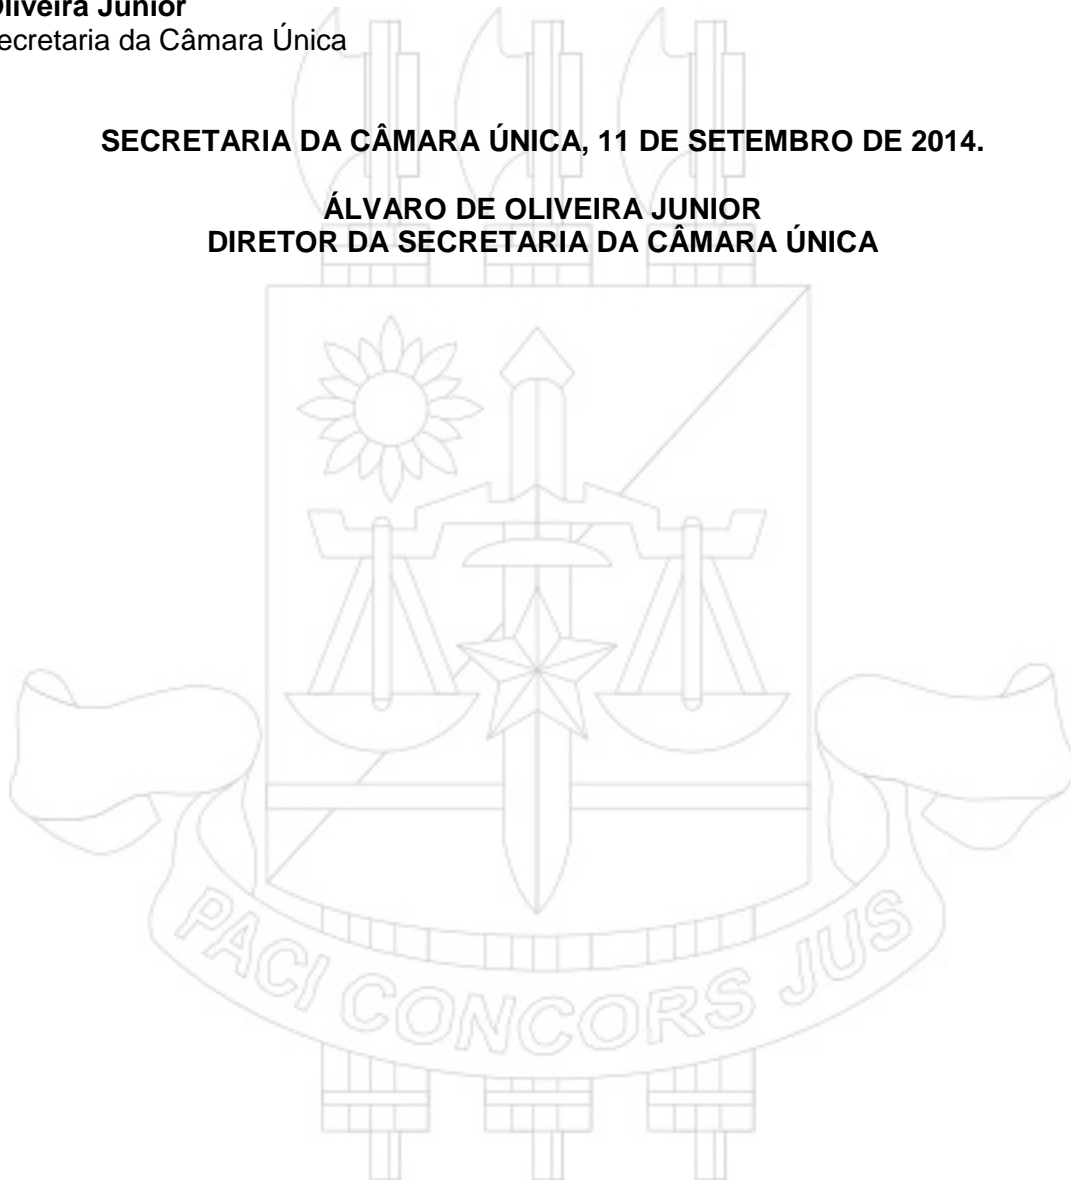 Oliveira Junior
ecretaria da Câmara Única
SECRETARIA DA CÂMARA ÚNICA, 11 DE SETEMBRO DE 2014.
ÁLVARO DE OLIVEIRA JUNIOR
DIRETOR DA SECRETARIA DA CÂMARA ÚNICA
PACI CONCORS JUS